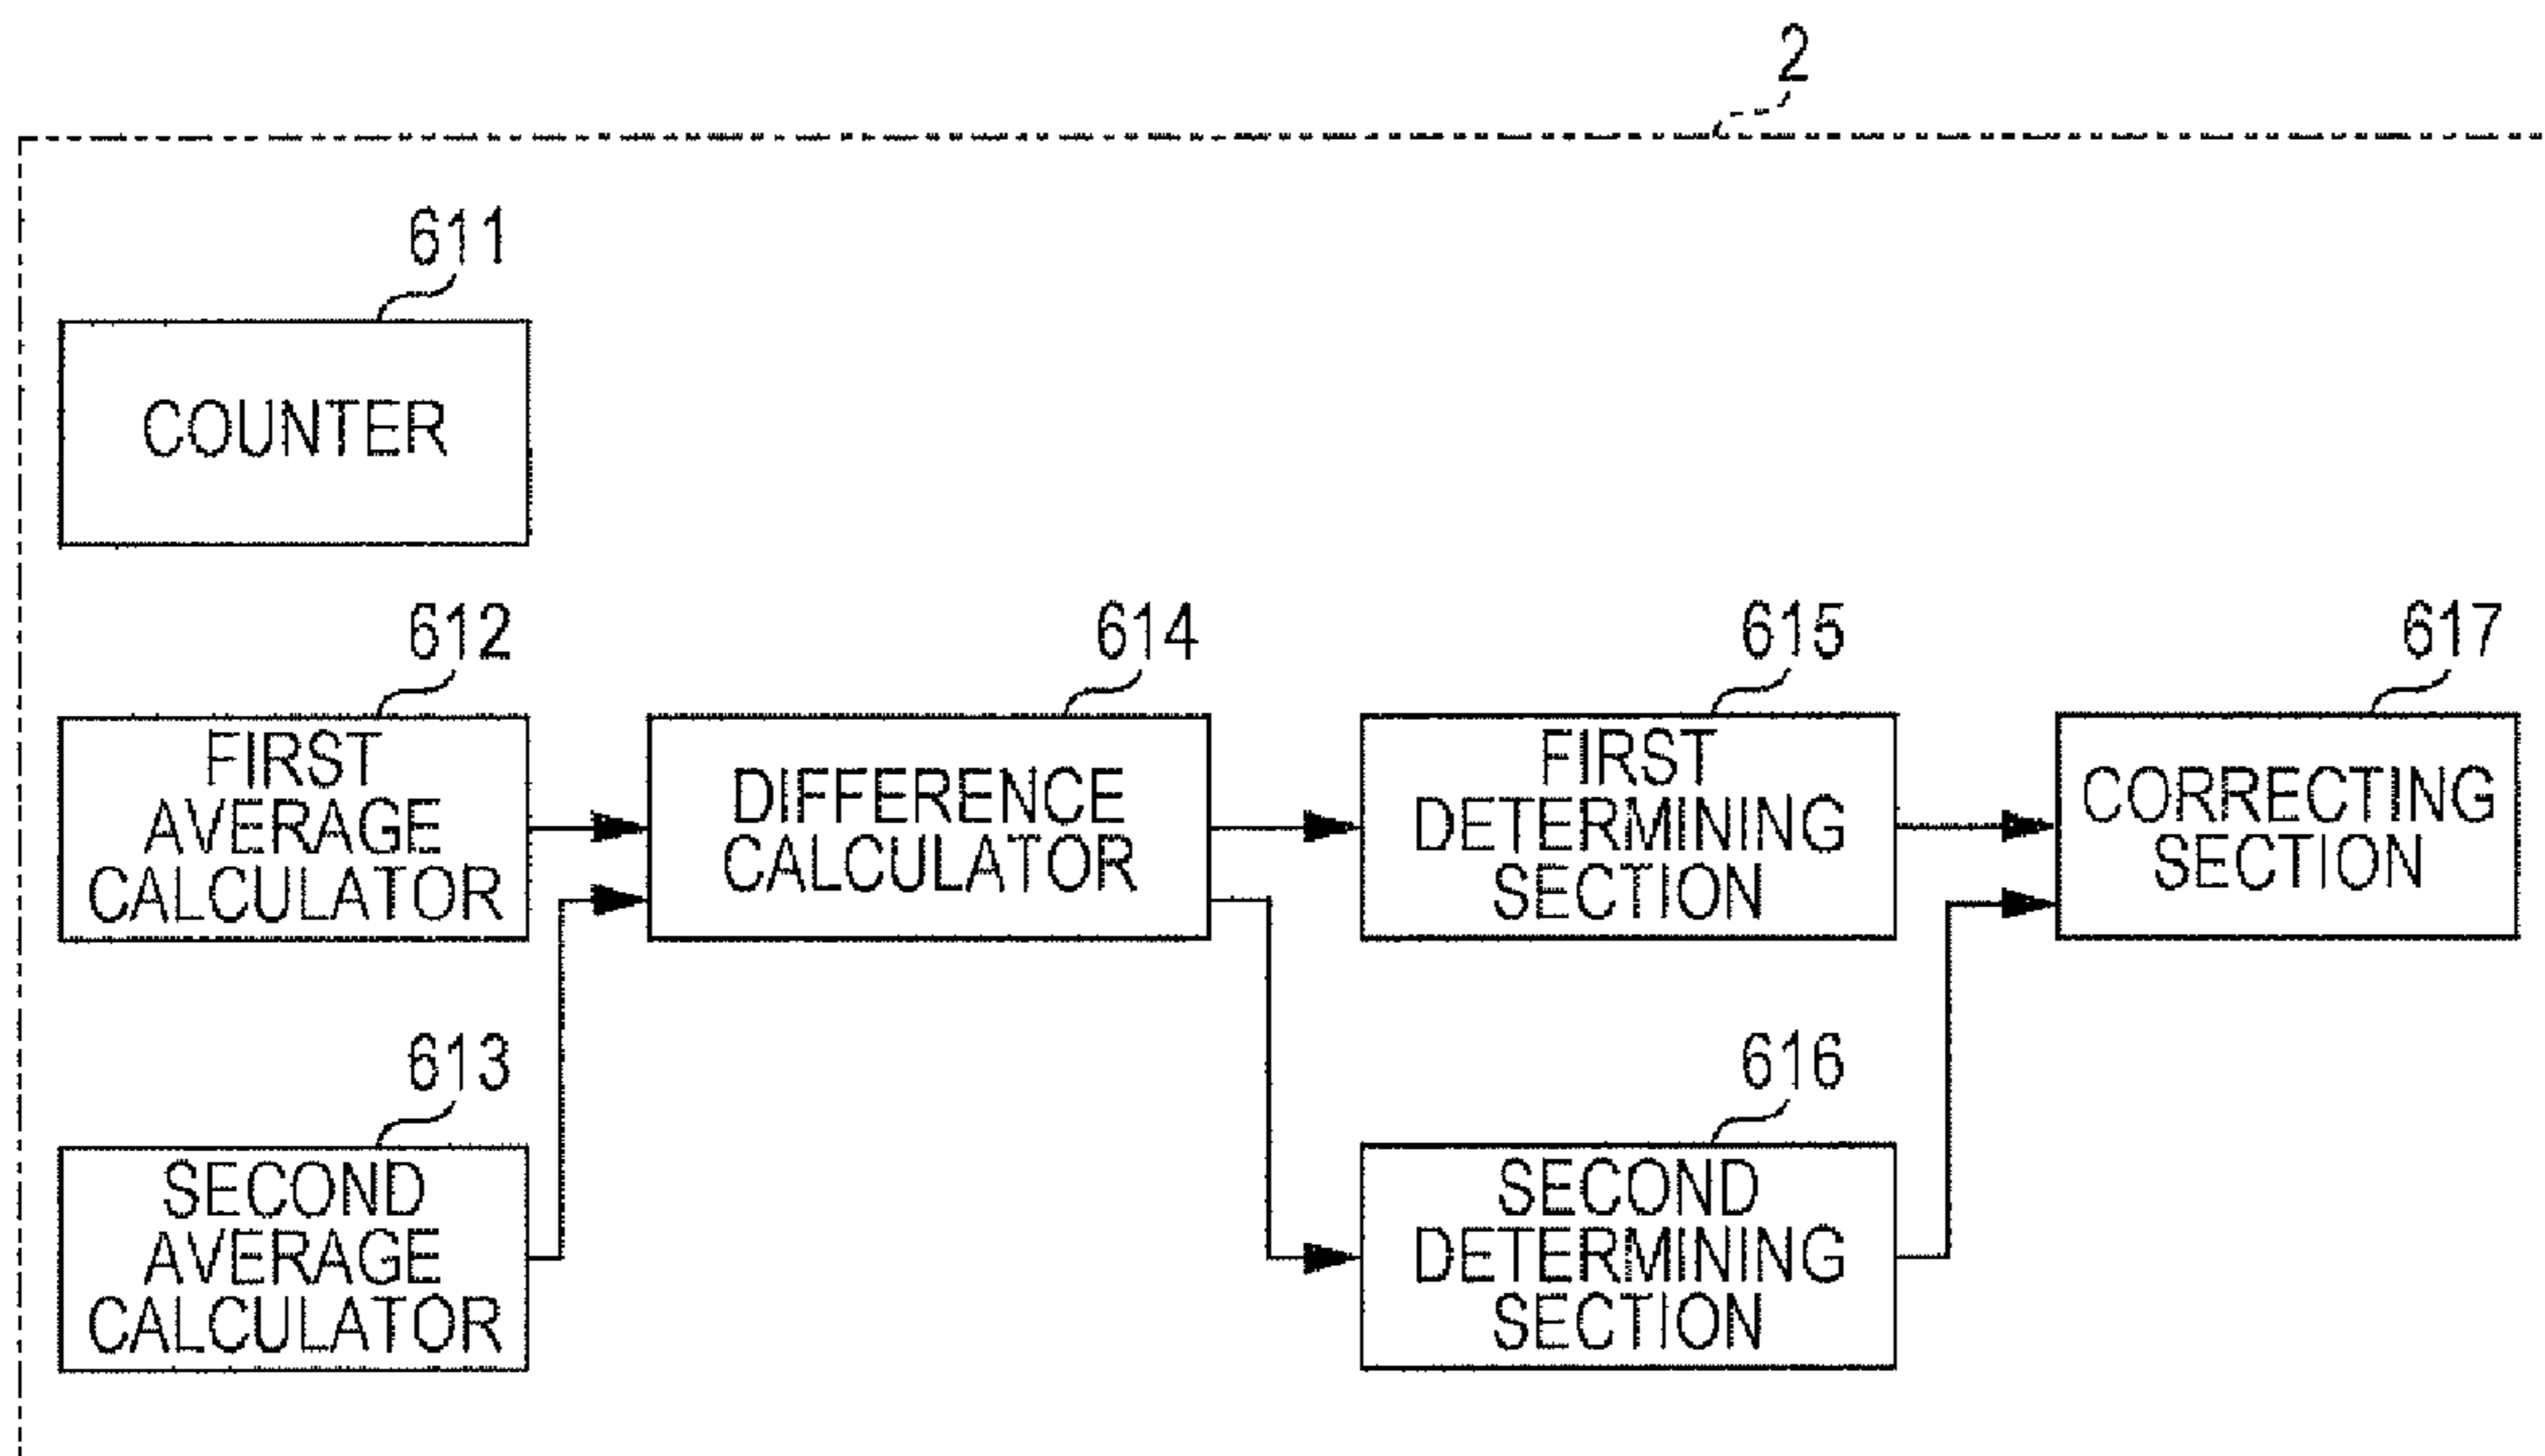 2
611
COUNTER
612
FIRST
AVERAGE
CALCULATOR
614
DIFFERENCE
CALCULATOR
615
FIRST
DETERMINING
SECTION
617
CORRECTING
SECTION
613
SECOND
AVERAGE
CALCULATOR
616
SECOND
DETERMINING
SECTION